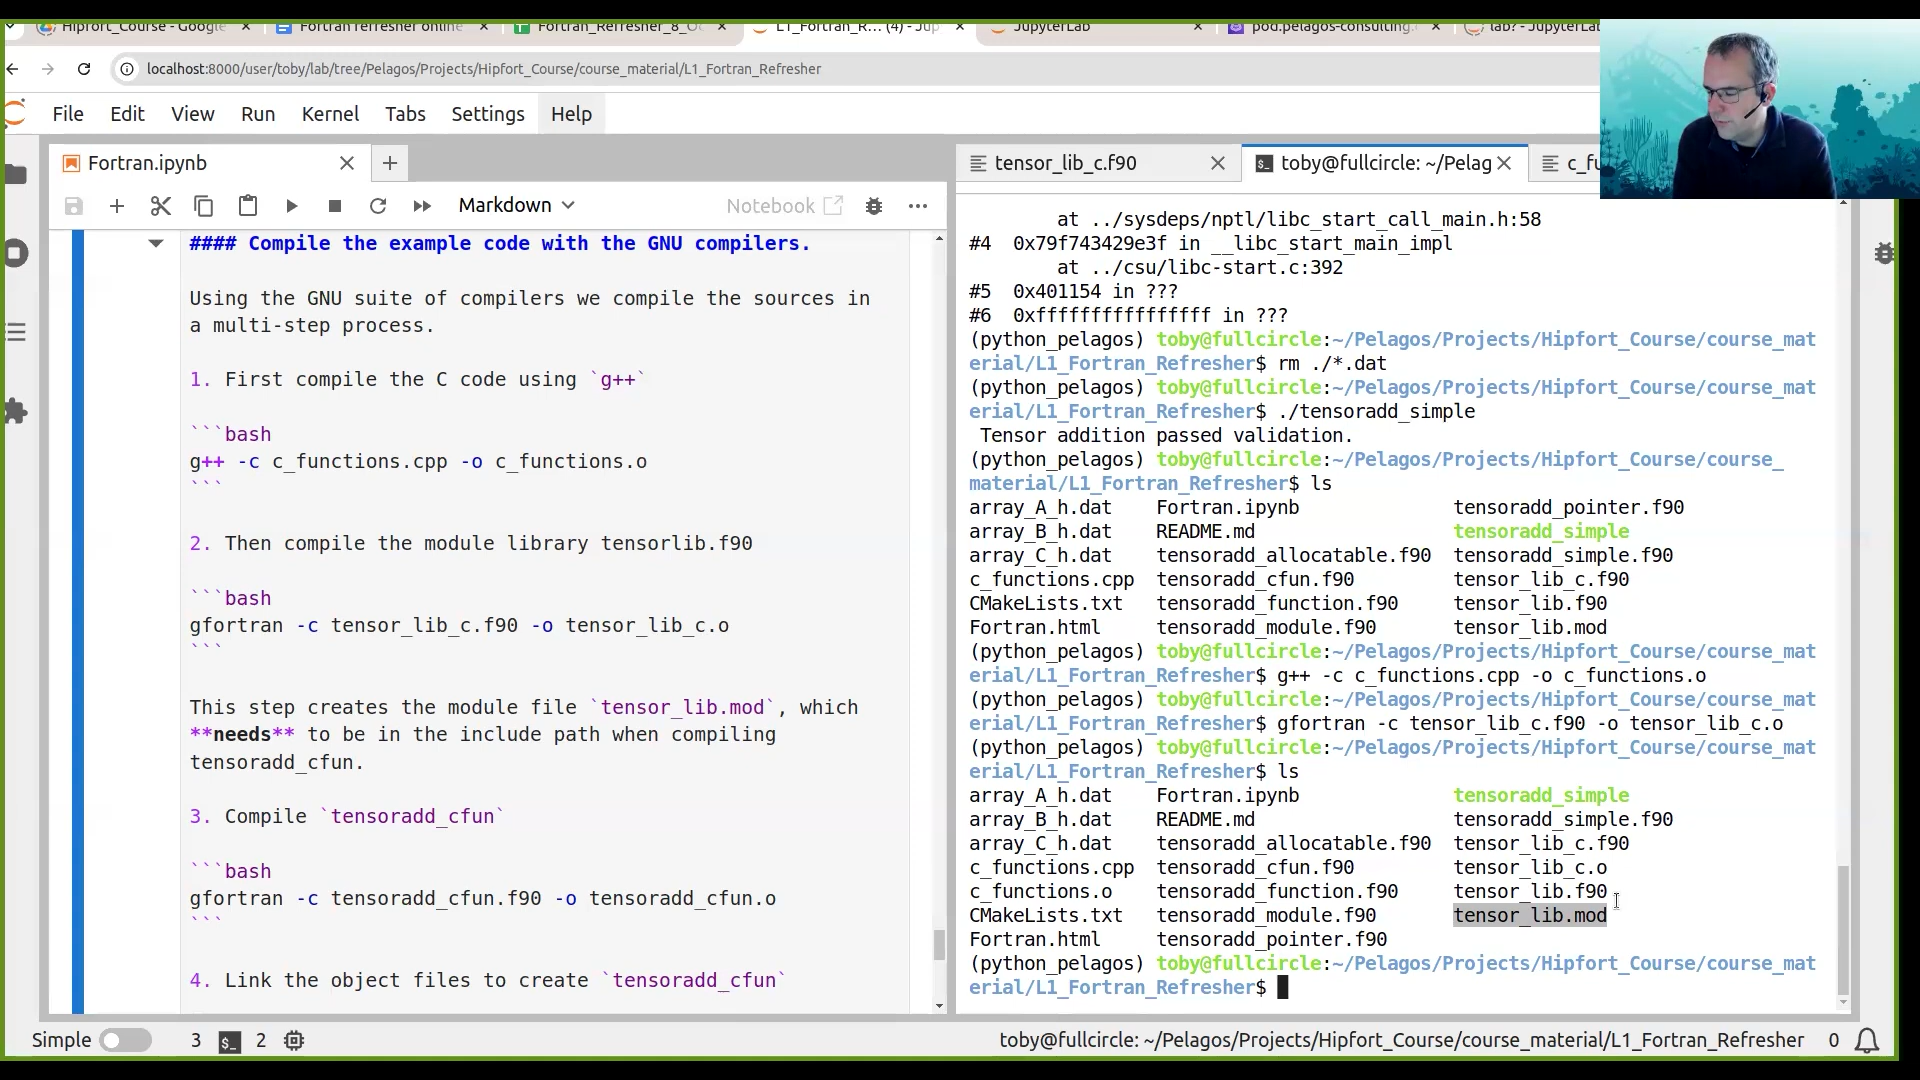 Hipfort_Course - Google
Fortran refresher online
Fortran_Refresher_8_Oc
L1_Fortran_R... (4) - Jup
JupyterLab
pod.pelagos-consulting.
lab? - JupyterLab
localhost:8000/user/toby/lab/tree/Pelagos/Projects/Hipfort_Course/course_material/L1_Fortran_Refresher
File Edit View Run Kernel Tabs Settings Help
Fortran.ipynb
Markdown
Notebook
#### Compile the example code with the GNU compilers.
Using the GNU suite of compilers we compile the sources in
a multi-step process.
1. First compile the C code using `g++`
```bash
g++ -c c_functions.cpp -o c_functions.o
```
2. Then compile the module library tensorlib.f90
```bash
gfortran -c tensor_lib_c.f90 -o tensor_lib_c.o
```
This step creates the module file `tensor_lib.mod`, which
**needs** to be in the include path when compiling
tensoradd_cfun.
3. Compile `tensoradd_cfun`
```bash
gfortran -c tensoradd_cfun.f90 -o tensoradd_cfun.o
```
4. Link the object files to create `tensoradd_cfun`
tensor_lib_c.f90
toby@fullcircle: ~/Pelag
c_fu
at ../sysdeps/nptl/libc_start_call_main.h:58
#4 0x79f743429e3f in __libc_start_main_impl
at ../csu/libc-start.c:392
#5 0x401154 in ???
#6 0xffffffffffffffff in ???
(python_pelagos) toby@fullcircle:~/Pelagos/Projects/Hipfort_Course/course_mat
erial/L1_Fortran_Refresher$ rm ./*.dat
(python_pelagos) toby@fullcircle:~/Pelagos/Projects/Hipfort_Course/course_mat
erial/L1_Fortran_Refresher$ ./tensoradd_simple
Tensor addition passed validation.
(python_pelagos) toby@fullcircle:~/Pelagos/Projects/Hipfort_Course/course_
material/L1_Fortran_Refresher$ ls
array_A_h.dat Fortran.ipynb tensoradd_pointer.f90
array_B_h.dat README.md tensoradd_simple
array_C_h.dat tensoradd_allocatable.f90 tensoradd_simple.f90
c_functions.cpp tensoradd_cfun.f90 tensor_lib_c.f90
CMakeLists.txt tensoradd_function.f90 tensor_lib.f90
Fortran.html tensoradd_module.f90 tensor_lib.mod
(python_pelagos) toby@fullcircle:~/Pelagos/Projects/Hipfort_Course/course_mat
erial/L1_Fortran_Refresher$ g++ -c c_functions.cpp -o c_functions.o
(python_pelagos) toby@fullcircle:~/Pelagos/Projects/Hipfort_Course/course_mat
erial/L1_Fortran_Refresher$ gfortran -c tensor_lib_c.f90 -o tensor_lib_c.o
(python_pelagos) toby@fullcircle:~/Pelagos/Projects/Hipfort_Course/course_mat
erial/L1_Fortran_Refresher$ ls
array_A_h.dat Fortran.ipynb tensoradd_simple
array_B_h.dat README.md tensoradd_simple.f90
array_C_h.dat tensoradd_allocatable.f90 tensor_lib_c.f90
c_functions.cpp tensoradd_cfun.f90 tensor_lib_c.o
c_functions.o tensoradd_function.f90 tensor_lib.f90
CMakeLists.txt tensoradd_module.f90 tensor_lib.mod
Fortran.html tensoradd_pointer.f90
(python_pelagos) toby@fullcircle:~/Pelagos/Projects/Hipfort_Course/course_mat
erial/L1_Fortran_Refresher$
Simple 3 $_ 2
toby@fullcircle: ~/Pelagos/Projects/Hipfort_Course/course_material/L1_Fortran_Refresher 0